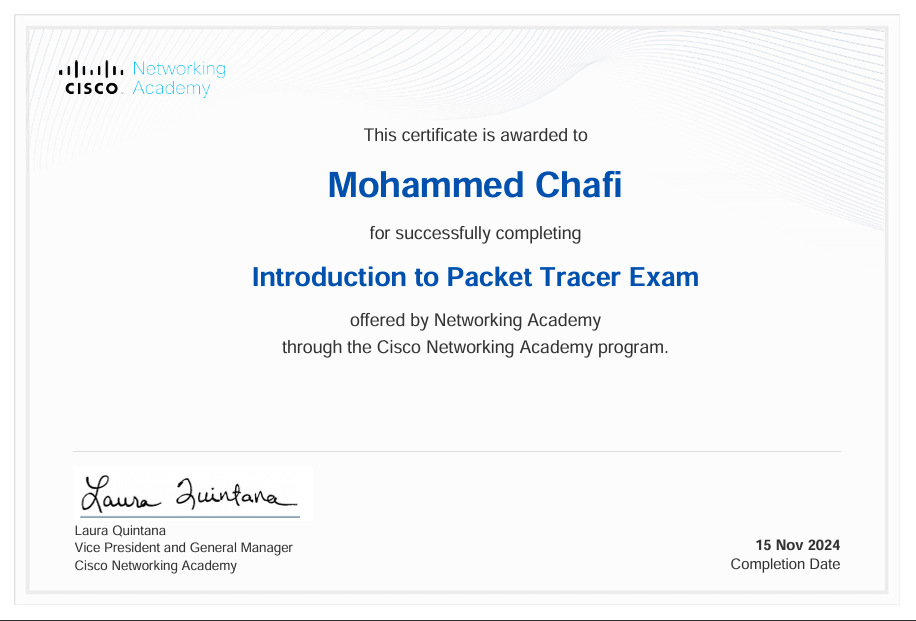 Networking
CISCO Academy
This certificate is awarded to
Mohammed Chafi
for successfully completing
Introduction to Packet Tracer Exam
offered by Networking Academy
through the Cisco Networking Academy program.
Laura Quintana
Laura Quintana
Vice President and General Manager
Cisco Networking Academy
15 Nov 2024
Completion Date